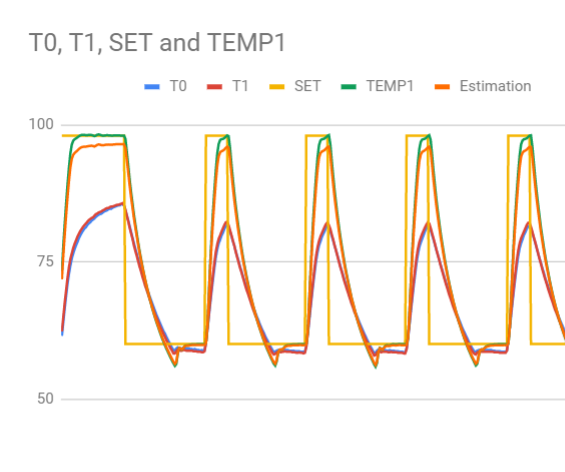 T0, T1, SET and TEMP1
T0 T1 SET TEMP1 Estimation
100
75
50